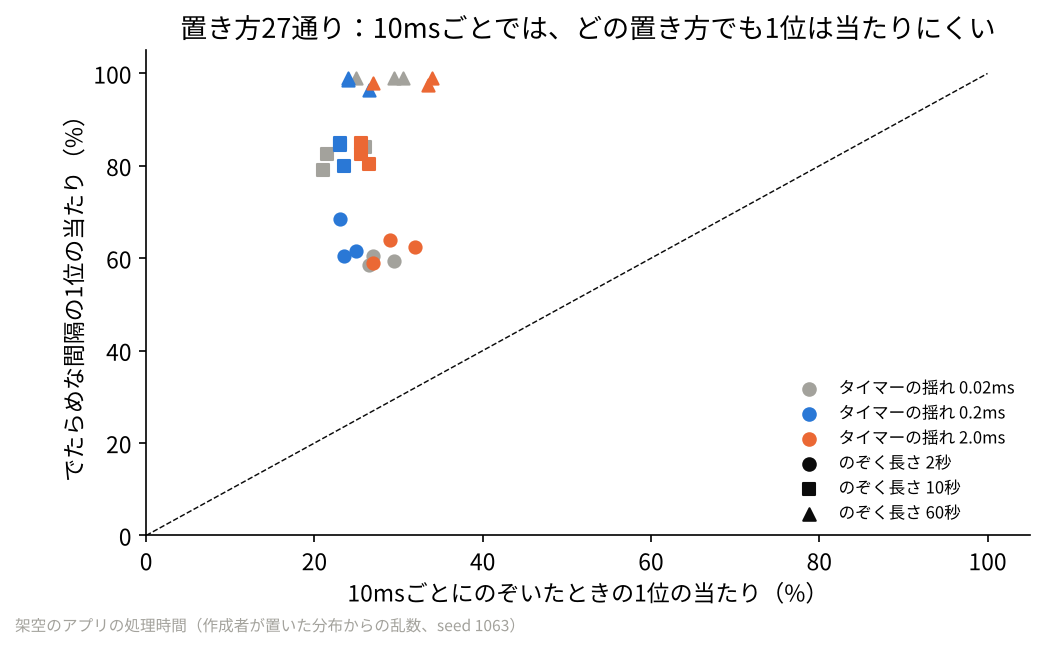 置き方27通り：10msごとでは、どの置き方でも1位は当たりにくい
でたらめな間隔の1位の当たり（%）
100
80
60
40
20
0
タイマーの揺れ 0.02ms
タイマーの揺れ 0.2ms
タイマーの揺れ 2.0ms
のぞく長さ 2秒
のぞく長さ 10秒
のぞく長さ 60秒
0 20 40 60 80 100
10msごとにのぞいたときの1位の当たり（%）
架空のアプリの処理時間（作成者が置いた分布からの乱数、seed 1063）